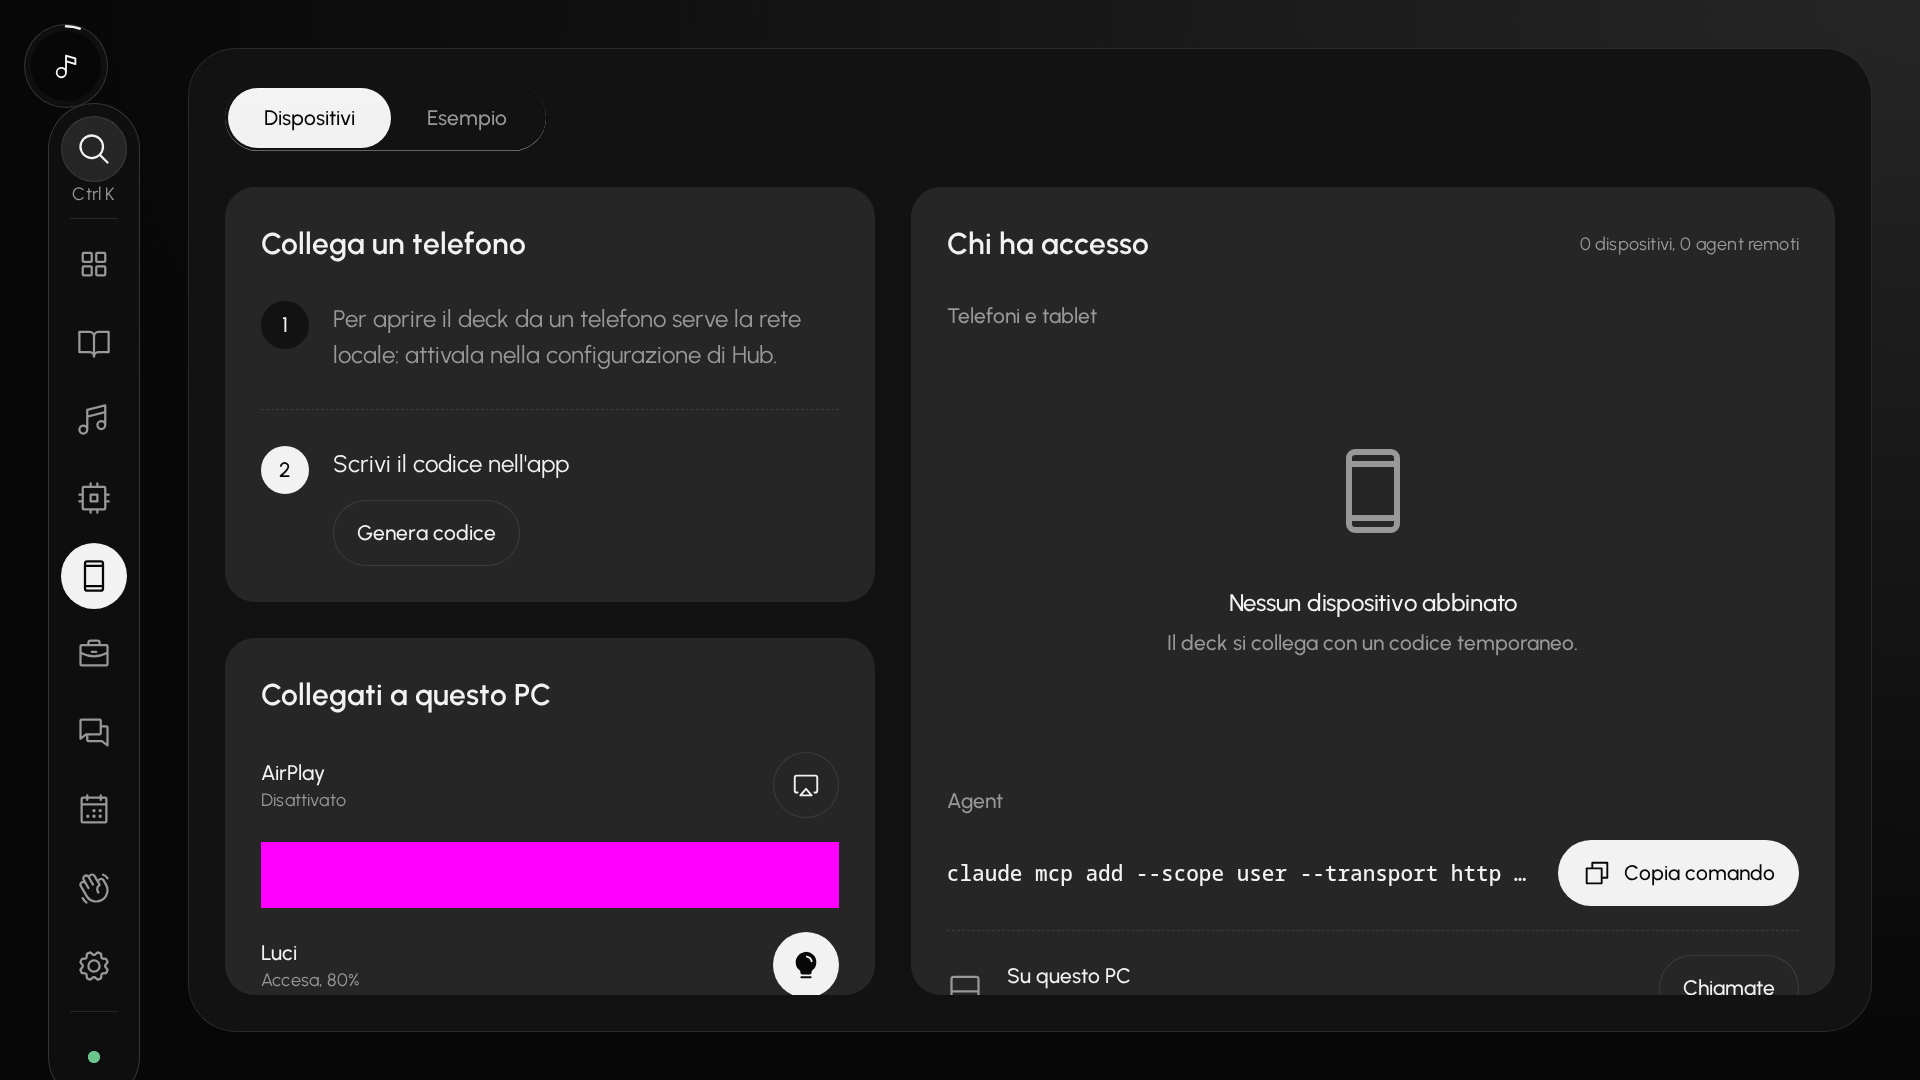 Ctrl K
Dispositivi
Esempio
Collega un telefono
1
Per aprire il deck da un telefono serve la rete
locale: attivala nella configurazione di Hub.
2
Scrivi il codice nell'app
Genera codice
Collegati a questo PC
AirPlay
Disattivato
Luci
Accesa, 80%
Chi ha accesso
0 dispositivi, 0 agent remoti
Telefoni e tablet
Nessun dispositivo abbinato
Il deck si collega con un codice temporaneo.
Agent
claude mcp add --scope user --transport http …
Copia comando
Su questo PC
Chiamate